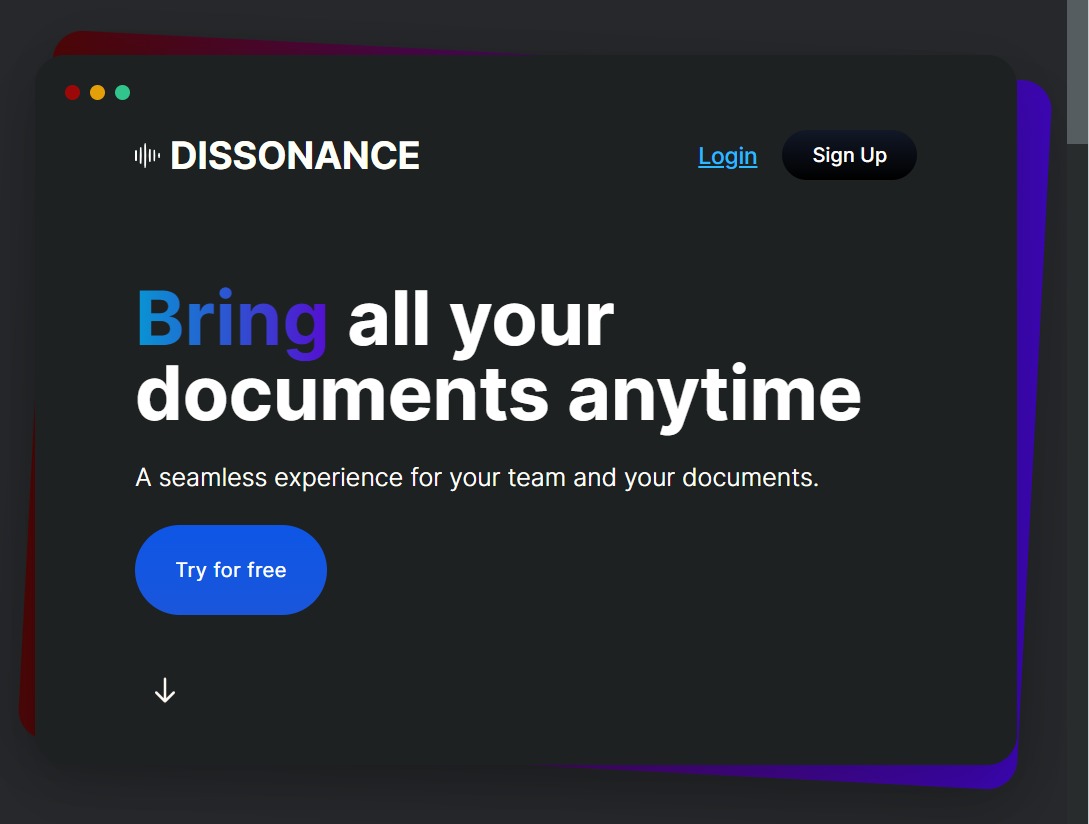 DISSONANCE
Login
Sign Up
Bring all your
documents anytime
A seamless experience for your team and your documents.
Try for free